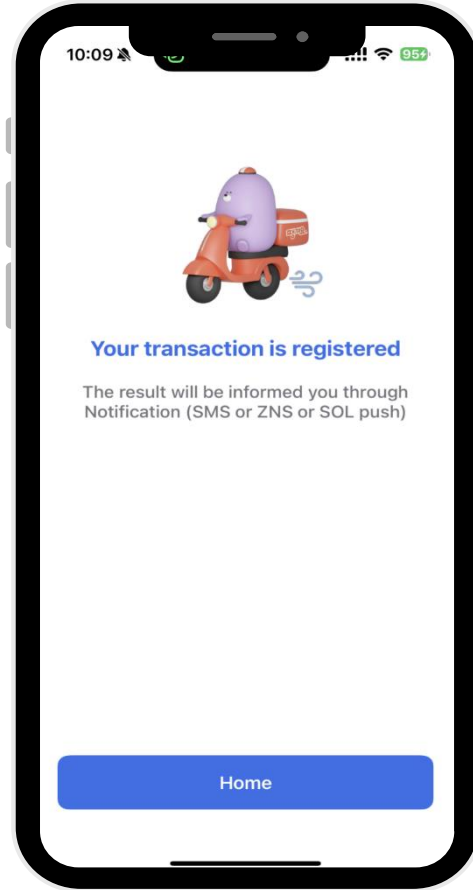 10:09
95
Your transaction is registered
The result will be informed you through
Notification (SMS or ZNS or SOL push)
Home